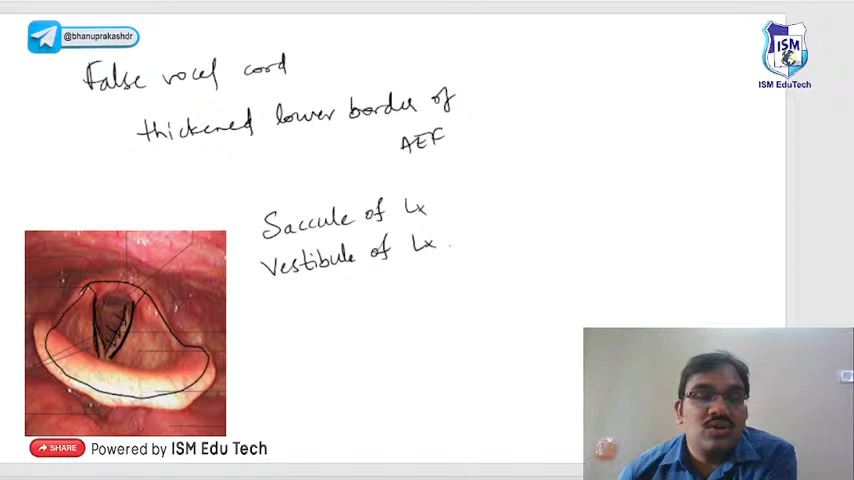 @bhanuprakashdr
ISM
ISM EduTech
False vocal cord
thickened lower border of
AEF
Saccule of Lx
Vestibule of Lx
SHARE
Powered by ISM Edu Tech